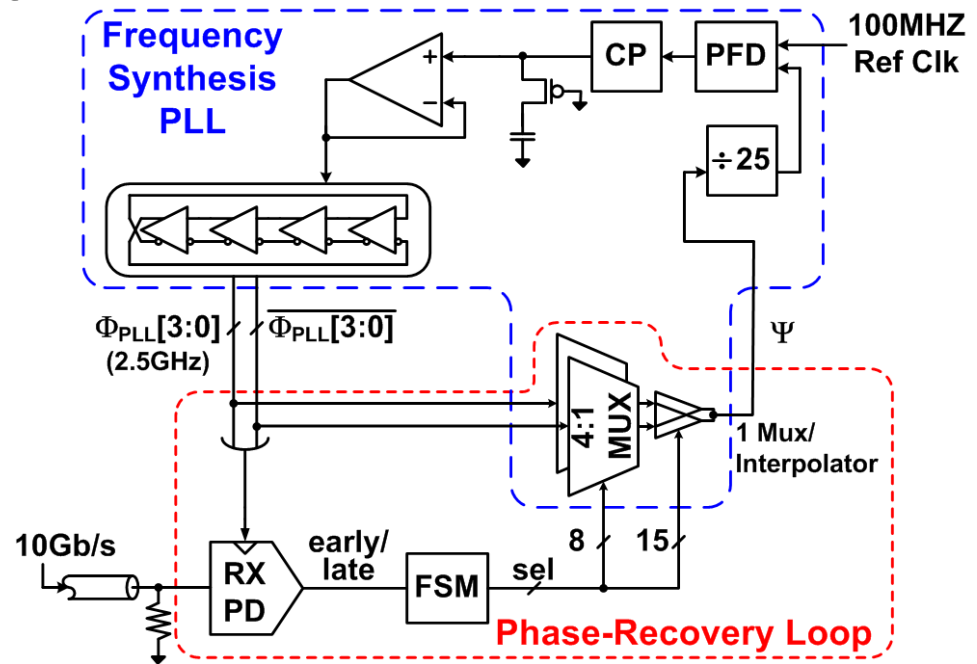 Frequency
Synthesis
PLL
+
−
CP
PFD
100MHZ
Ref Clk
÷25
ΦPLL[3:0]
(2.5GHz)
ΦPLL[3:0]
Ψ
4:1
MUX
1 Mux/
Interpolator
8
15
10Gb/s
RX
PD
early/
late
FSM
sel
Phase-Recovery Loop